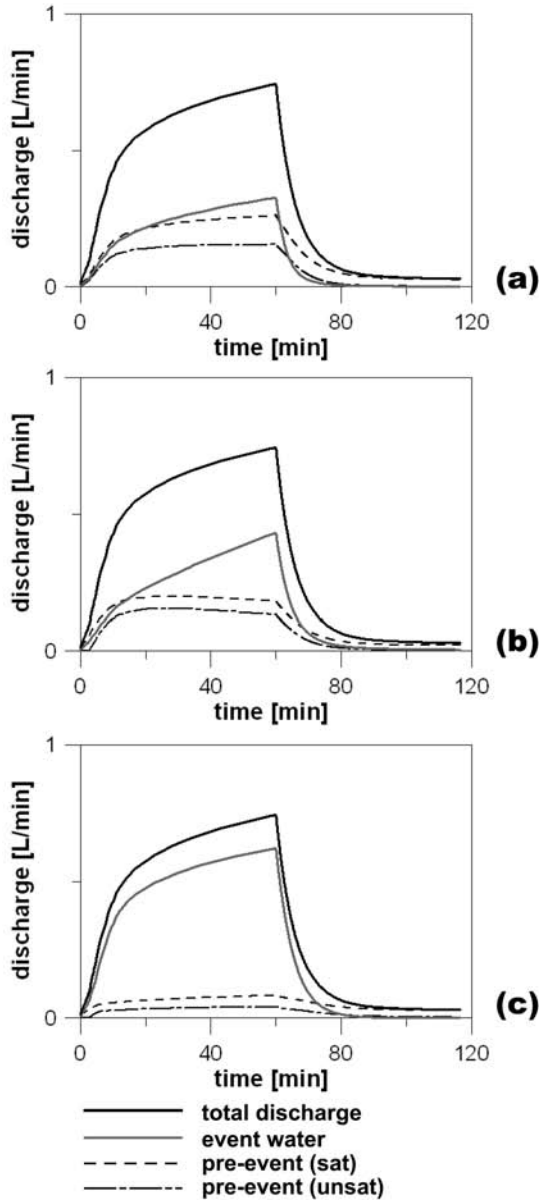 1
discharge [L/min]
0
0
40
80
120
time [min]
(a)
1
discharge [L/min]
0
0
40
80
120
time [min]
(b)
1
discharge [L/min]
0
0
40
80
120
time [min]
(c)
total discharge
event water
pre-event (sat)
pre-event (unsat)